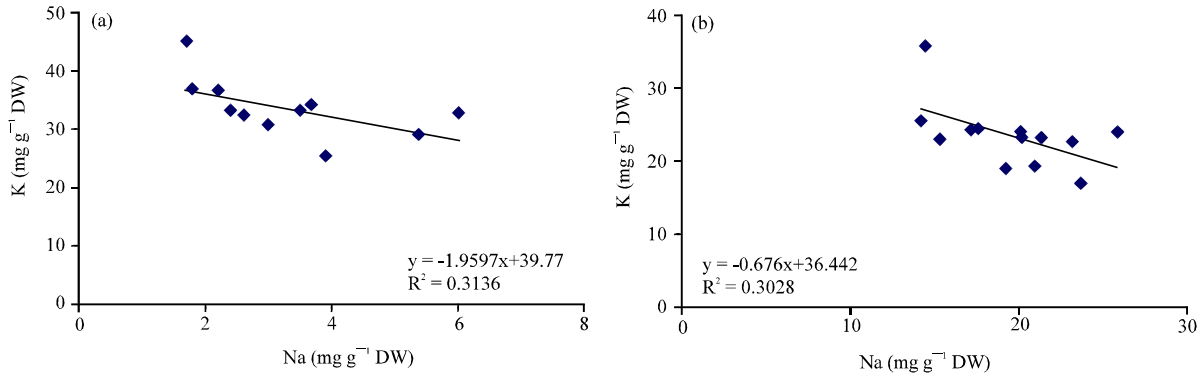 (a)
50
40
30
20
10
0
K (mg g⁻¹ DW)
0 2 4 6 8
Na (mg g⁻¹ DW)
y = -1.9597x+39.77
R² = 0.3136
(b)
40
30
20
10
0
K (mg g⁻¹ DW)
0 10 20 30
Na (mg g⁻¹ DW)
y = -0.676x+36.442
R² = 0.3028